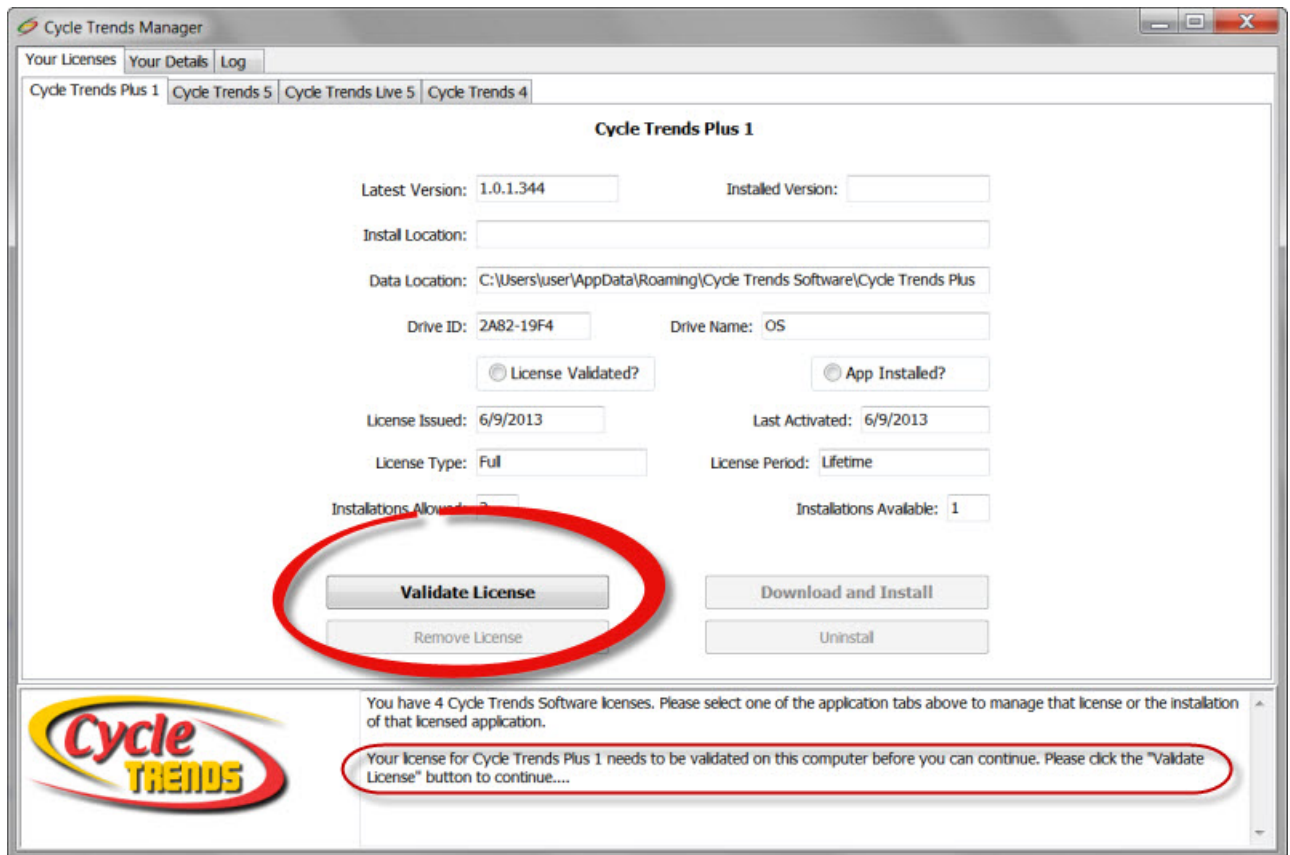 Cycle Trends Manager
Your Licenses Your Details Log
Cycle Trends Plus 1 Cycle Trends 5 Cycle Trends Live 5 Cycle Trends 4
Cycle Trends Plus 1
Latest Version: 1.0.1.344 Installed Version:
Install Location:
Data Location: C:\Users\user\AppData\Roaming\Cycle Trends Software\Cycle Trends Plus
Drive ID: 2A82-19F4 Drive Name: OS
License Validated? App Installed?
License Issued: 6/9/2013 Last Activated: 6/9/2013
License Type: Full License Period: Lifetime
Installations Allowed: Installations Available: 1
Validate License Download and Install
Remove License Uninstall
Cycle
TRENDS
You have 4 Cycle Trends Software licenses. Please select one of the application tabs above to manage that license or the installation
of that licensed application.
Your license for Cycle Trends Plus 1 needs to be validated on this computer before you can continue. Please click the "Validate
License" button to continue....